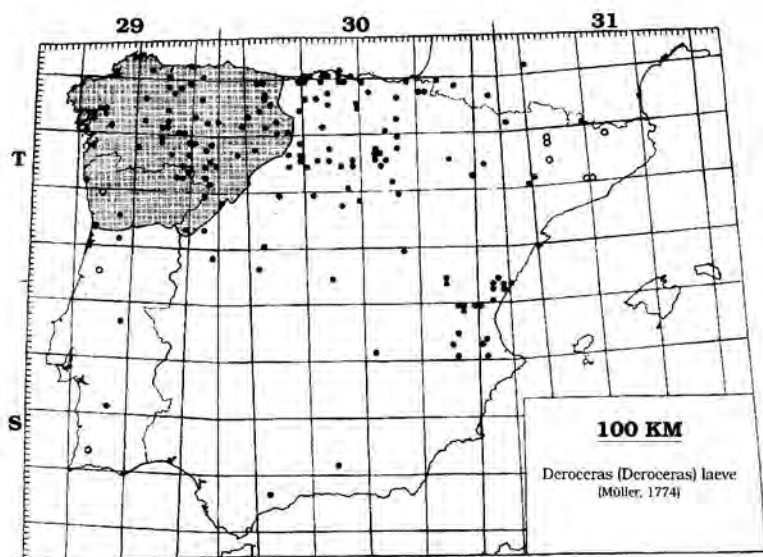 29 30 31
T
S
100 KM
Deroceras (Deroceras) laeve
(Müller, 1774)